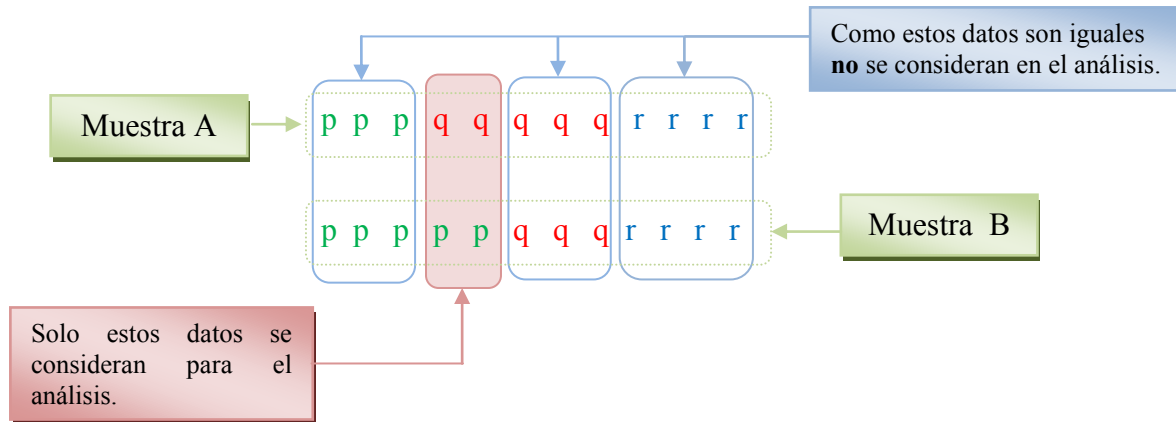 Como estos datos son iguales
no se consideran en el análisis.
Muestra A
p p p q q q q q r r r r
p p p p p q q q r r r r
Muestra B
Solo estos datos se
consideran para el
análisis.